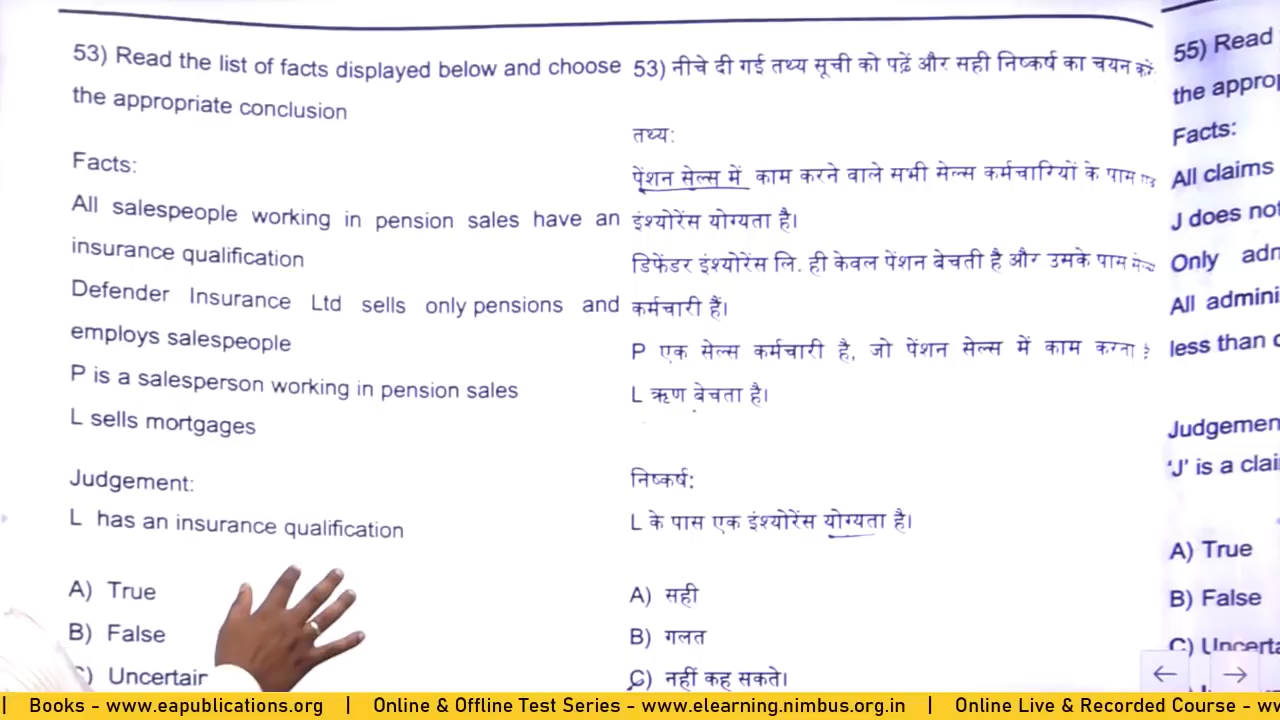 53) Read the list of facts displayed below and choose
the appropriate conclusion
Facts:
All salespeople working in pension sales have an
insurance qualification
Defender Insurance Ltd sells only pensions and
employs salespeople
P is a salesperson working in pension sales
L sells mortgages
Judgement:
L has an insurance qualification
A) True
B) False
C) Uncertain
53) नीचे दी गई तथ्य सूची को पढ़ें और सही निष्कर्ष का चयन करें
तथ्य:
पेंशन सेल्स में काम करने वाले सभी सेल्स कर्मचारियों के पास
इंश्योरेंस योग्यता है।
डिफेंडर इंश्योरेंस लि. ही केवल पेंशन बेचती है और उसके पास
कर्मचारी हैं।
P एक सेल्स कर्मचारी है, जो पेंशन सेल्स में काम करता
L ऋण बेचता है।
निष्कर्ष:
L के पास एक इंश्योरेंस योग्यता है।
A) सही
B) गलत
C) नहीं कह सकते।
55) Read
the
Facts:
All claims
J does not
Only
All
less than
'J' is a
A) True
B) False
C)
| Books - www.eapublications.org | Online & Offline Test Series - www.elearning.nimbus.org.in | Online Live & Recorded Course -